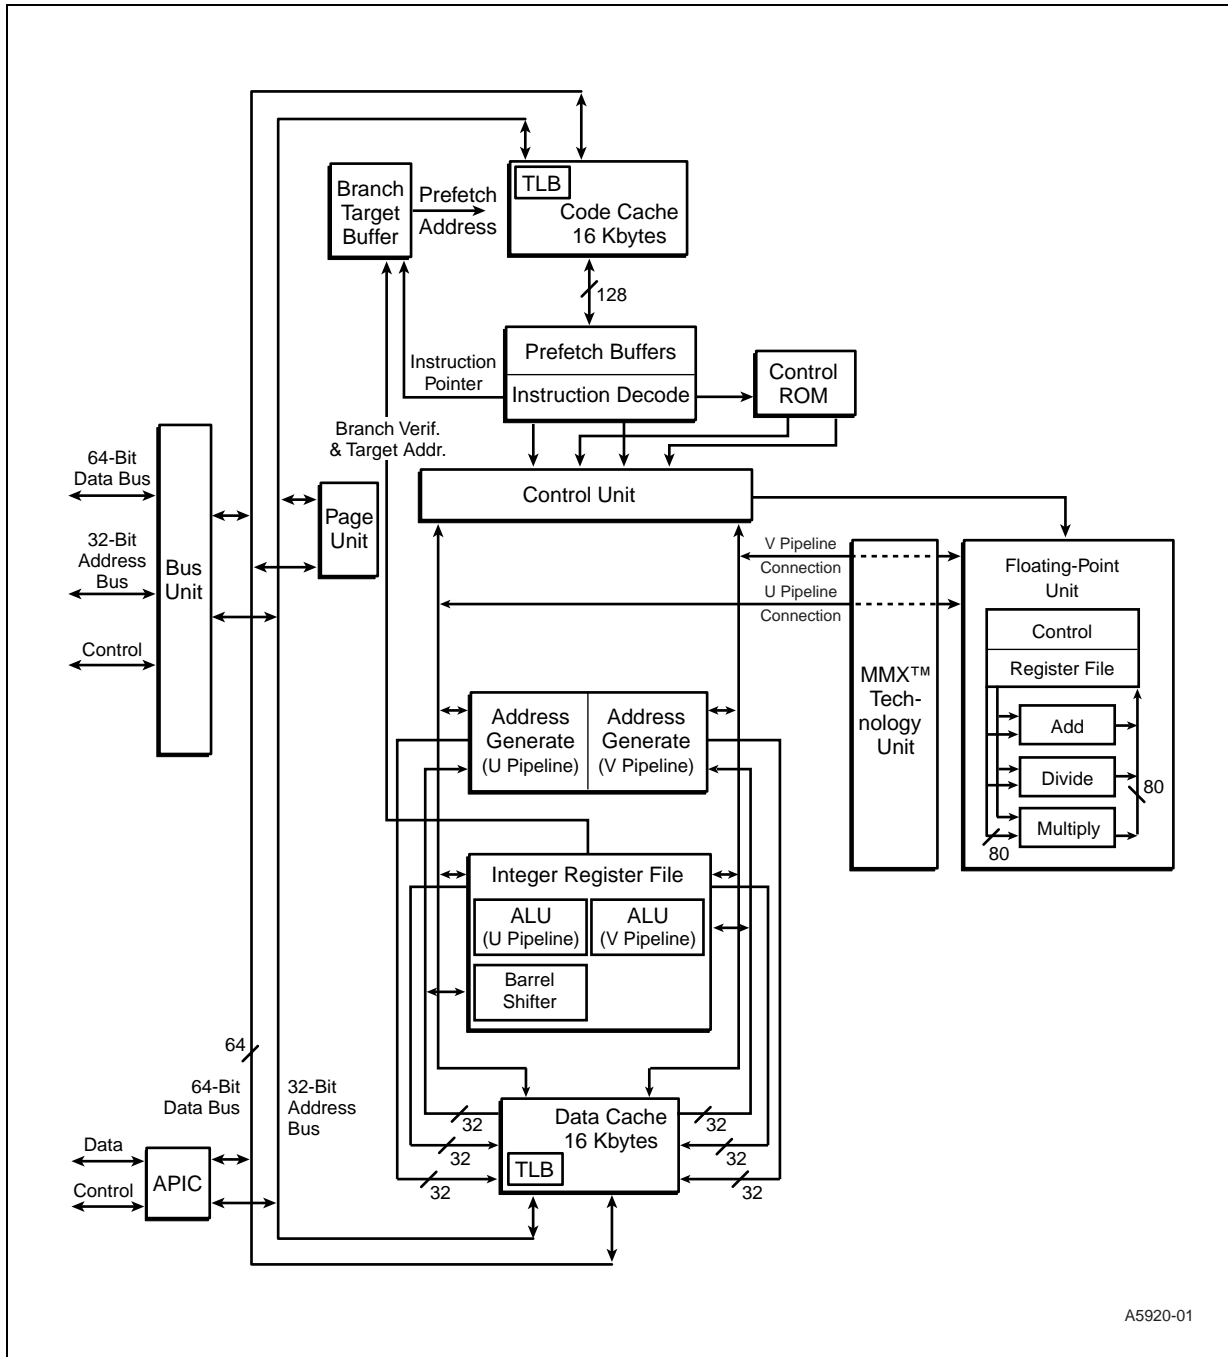 TLB
Code Cache
16 Kbytes
Branch
Target
Buffer
Prefetch
Address
128
Prefetch Buffers
Instruction Decode
Instruction
Pointer
Control
ROM
Branch Verif.
& Target Addr.
64-Bit
Data Bus
32-Bit
Address
Bus
Control
Bus
Unit
Page
Unit
Control Unit
V Pipeline
Connection
U Pipeline
Connection
MMX™
Tech-
nology
Unit
Floating-Point
Unit
Control
Register File
Add
Divide
Multiply
80
80
Address
Generate
(U Pipeline)
Address
Generate
(V Pipeline)
Integer Register File
ALU
(U Pipeline)
ALU
(V Pipeline)
Barrel
Shifter
64
64-Bit
Data Bus
32-Bit
Address
Bus
Data Cache
16 Kbytes
TLB
32
32
32
32
32
32
Data
Control
APIC
A5920-01